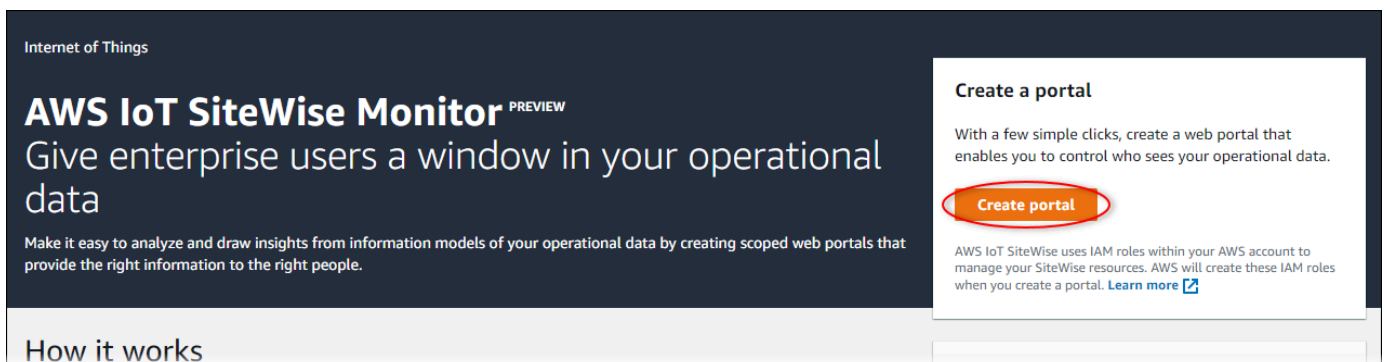 Internet of Things
AWS IoT SiteWise Monitor PREVIEW
Give enterprise users a window in your operational
data
Make it easy to analyze and draw insights from information models of your operational data by creating scoped web portals that
provide the right information to the right people.
How it works
Create a portal
With a few simple clicks, create a web portal that
enables you to control who sees your operational data.
Create portal
AWS IoT SiteWise uses IAM roles within your AWS account to
manage your SiteWise resources. AWS will create these IAM roles
when you create a portal. Learn more